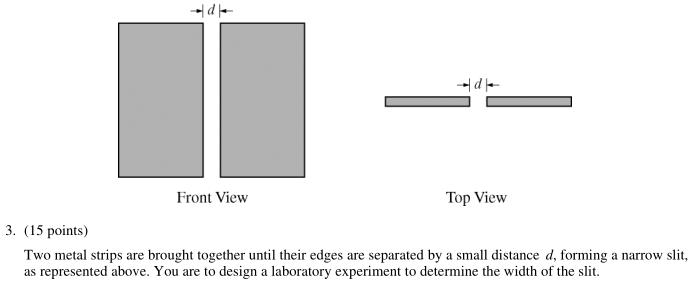 d
d
Front View
Top View
3. (15 points)
Two metal strips are brought together until their edges are separated by a small distance d, forming a narrow slit,
as represented above. You are to design a laboratory experiment to determine the width of the slit.